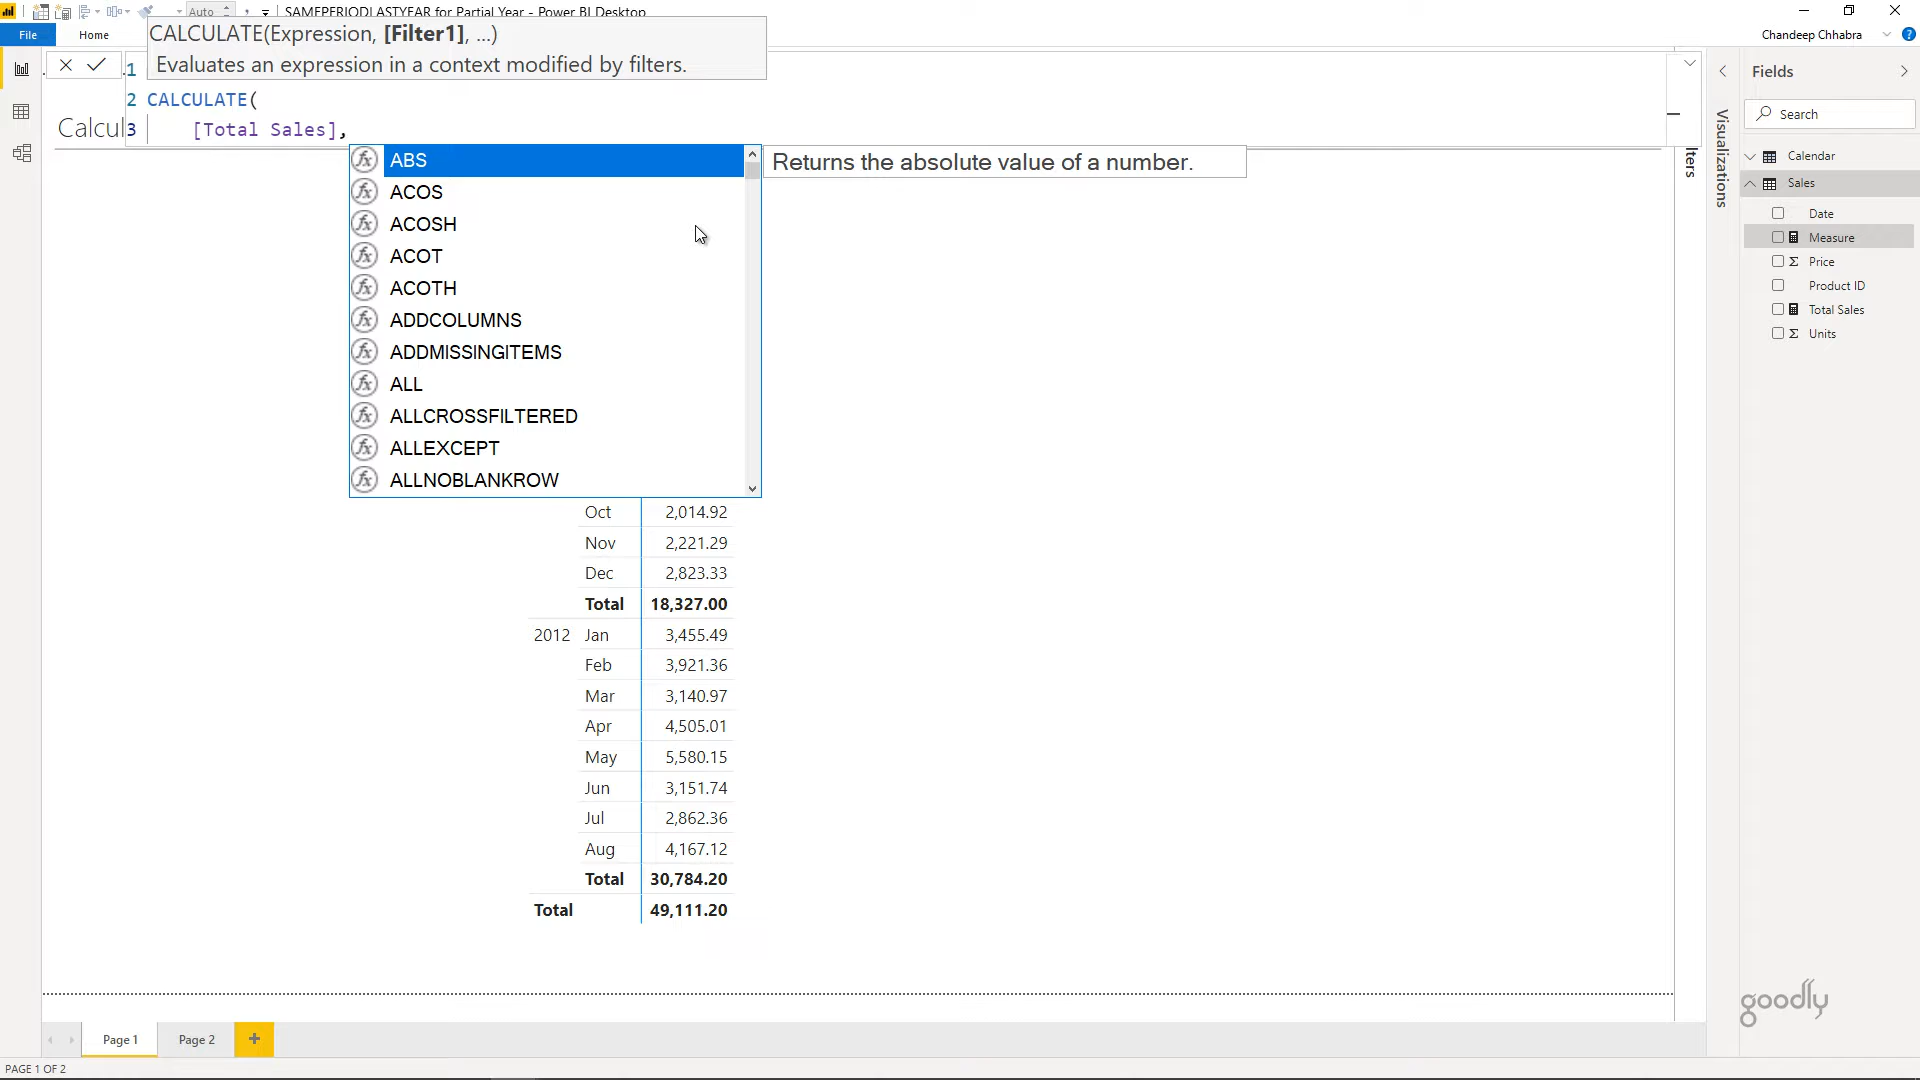 Auto
SAMEPERIODLASTYEAR for Partial Year - Power BI Desktop
File
Home
Chandeep Chhabra
?
CALCULATE(Expression, [Filter1], ...)
Evaluates an expression in a context modified by filters.
1
2 CALCULATE(
3 [Total Sales],
Calcul
ABS
Returns the absolute value of a number.
ACOS
ACOSH
ACOT
ACOTH
ADDCOLUMNS
ADDMISSINGITEMS
ALL
ALLCROSSFILTERED
ALLEXCEPT
ALLNOBLANKROW
Oct 2,014.92
Nov 2,221.29
Dec 2,823.33
Total 18,327.00
2012 Jan 3,455.49
Feb 3,921.36
Mar 3,140.97
Apr 4,505.01
May 5,580.15
Jun 3,151.74
Jul 2,862.36
Aug 4,167.12
Total 30,784.20
Total 49,111.20
lters
Visualizations
Fields
Search
Calendar
Sales
Date
Measure
Σ Price
Product ID
Total Sales
Σ Units
goodly
Page 1
Page 2
+
PAGE 1 OF 2